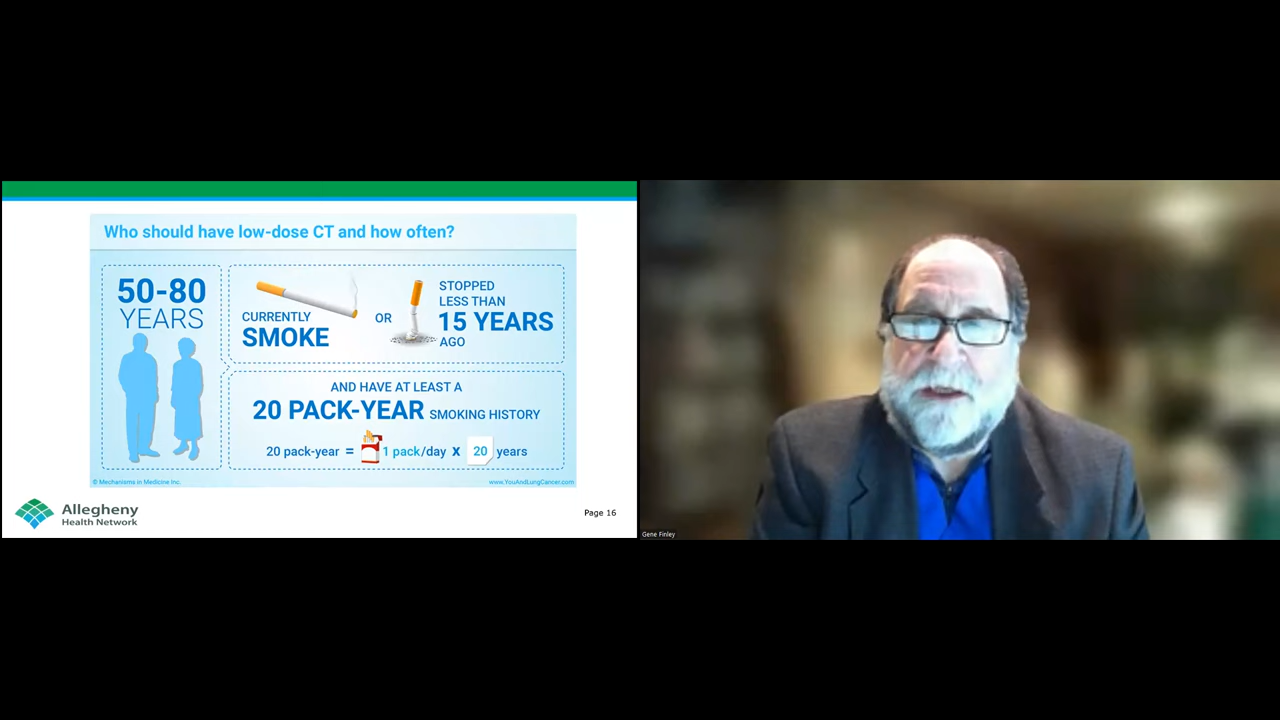 Who should have low-dose CT and how often?
50-80
YEARS
CURRENTLY
SMOKE
OR
STOPPED
LESS THAN
15 YEARS
AGO
AND HAVE AT LEAST A
20 PACK-YEAR SMOKING HISTORY
20 pack-year = 1 pack/day x 20 years
© Mechanisms in Medicine Inc.
www.YouAndLungCancer.com
Allegheny
Health Network
Page 16
Gene Finley